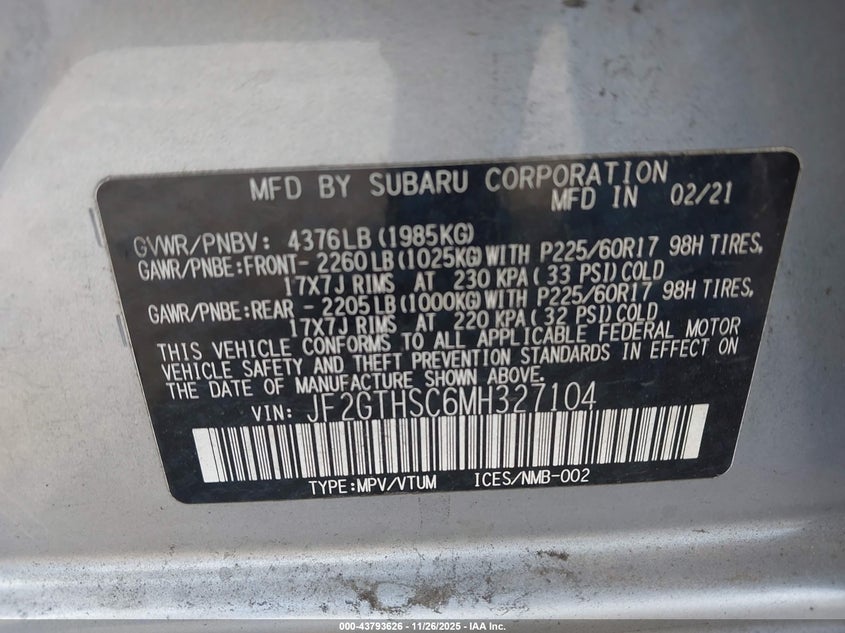 MFD BY SUBARU CORPORATION
MFD IN 02/21
GVWR/PNBV: 4376LB(1985KG)
GAWR/PNBE:FRONT- 2260LB(1025KG)WITH P225/60R17 98H TIRES,
17X7J RIMS AT 230 KPA(33 PSI)COLD
GAWR/PNBE:REAR - 2205LB(1000KG)WITH P225/60R17 98H TIRES,
17X7J RIMS AT 220 KPA(32 PSI)COLD
THIS VEHICLE CONFORMS TO ALL APPLICABLE FEDERAL MOTOR
VEHICLE SAFETY AND THEFT PREVENTION STANDARDS IN EFFECT ON
THE DATE OF MANUFACTURE SHOWN ABOVE.
VIN: JF2GTHSC6MH327104
TYPE:MPV/VTUM ICES/NMB-002
000-43793626 - 11/26/2025 - IAA Inc.